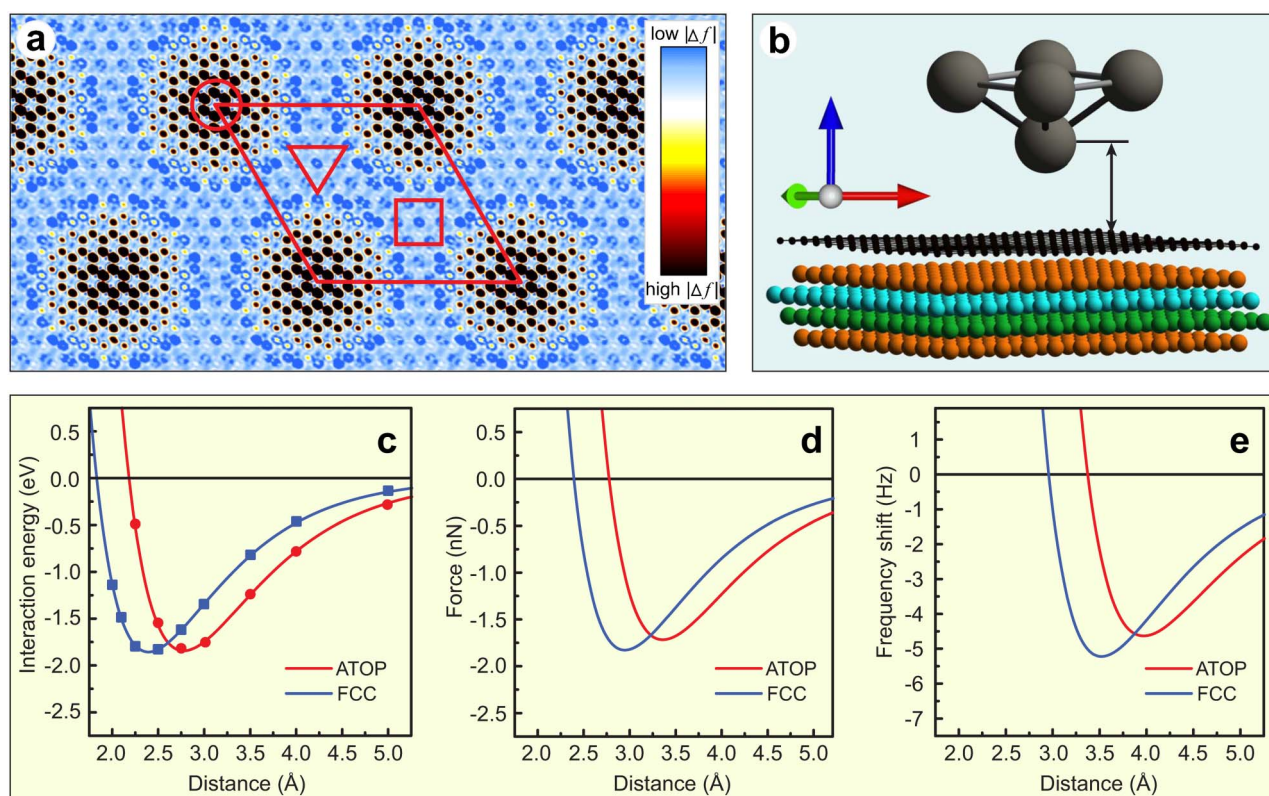 a
low |Δf|
high |Δf|
b
c
0.5
0.0
-0.5
-1.0
-1.5
-2.0
-2.5
Interaction energy (eV)
ATOP
FCC
2.0 2.5 3.0 3.5 4.0 4.5 5.0
Distance (Å)
d
0.5
0.0
-0.5
-1.0
-1.5
-2.0
-2.5
Force (nN)
ATOP
FCC
2.0 2.5 3.0 3.5 4.0 4.5 5.0
Distance (Å)
e
1
0
-1
-2
-3
-4
-5
-6
-7
Frequency shift (Hz)
ATOP
FCC
2.0 2.5 3.0 3.5 4.0 4.5 5.0
Distance (Å)